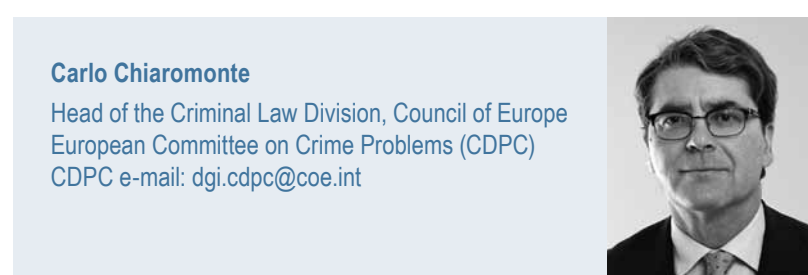 Carlo Chiaromonte
Head of the Criminal Law Division, Council of Europe
European Committee on Crime Problems (CDPC)
CDPC e-mail: dgi.cdpc@coe.int